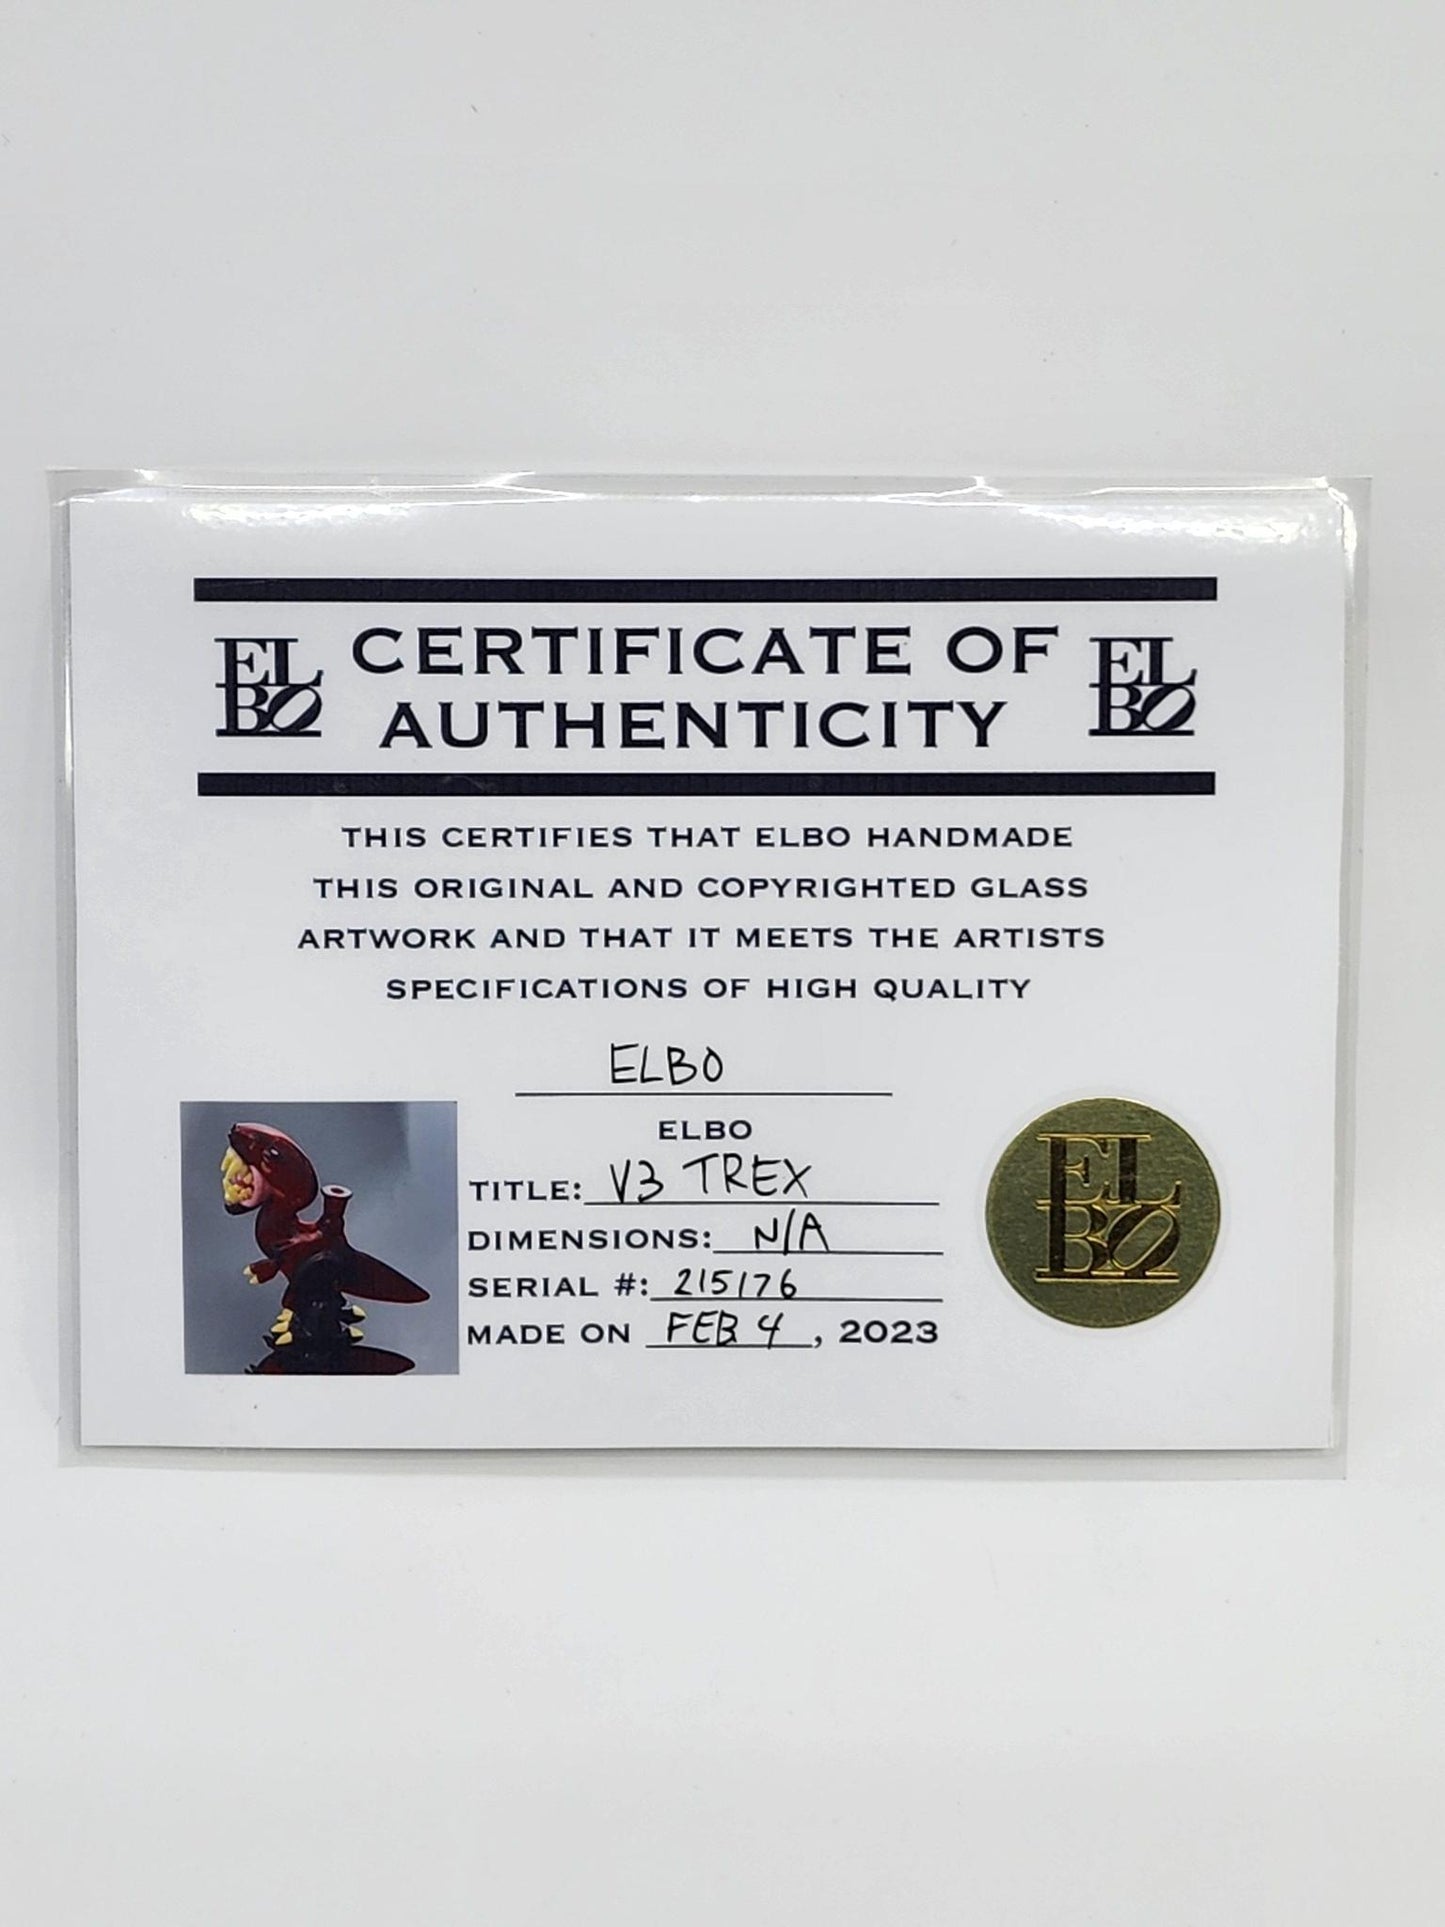 EL CERTIFICATE OF EL
BO AUTHENTICITY BO
THIS CERTIFIES THAT ELBO HANDMADE
THIS ORIGINAL AND COPYRIGHTED GLASS
ARTWORK AND THAT IT MEETS THE ARTISTS
SPECIFICATIONS OF HIGH QUALITY
ELBO
ELBO
TITLE: V3 TREX
DIMENSIONS: N/A
SERIAL #: 215176
MADE ON FEB 4, 2023
EL
BO